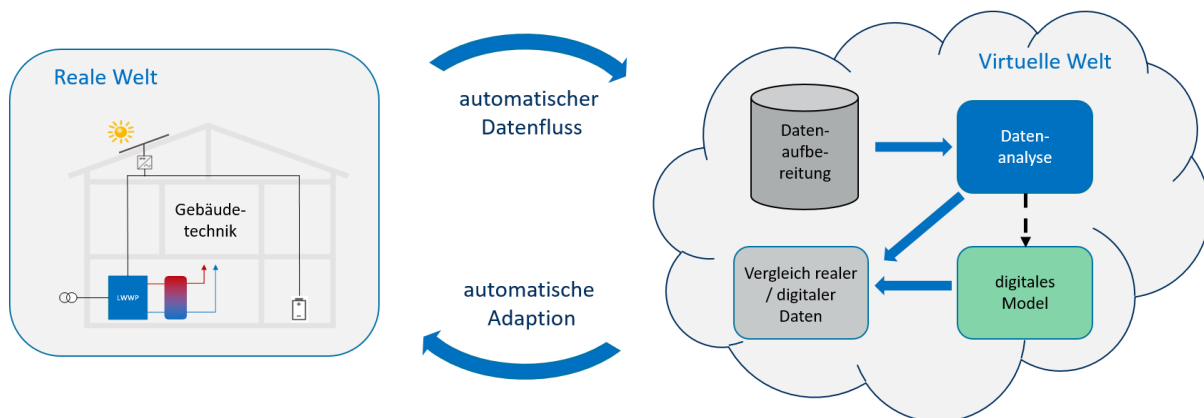 Reale Welt
Gebäude-
technik
LWWP
automatischer
Datenfluss
automatische
Adaption
Virtuelle Welt
Daten-
aufbe-
reitung
Daten-
analyse
Vergleich realer
/ digitaler
Daten
digitales
Model